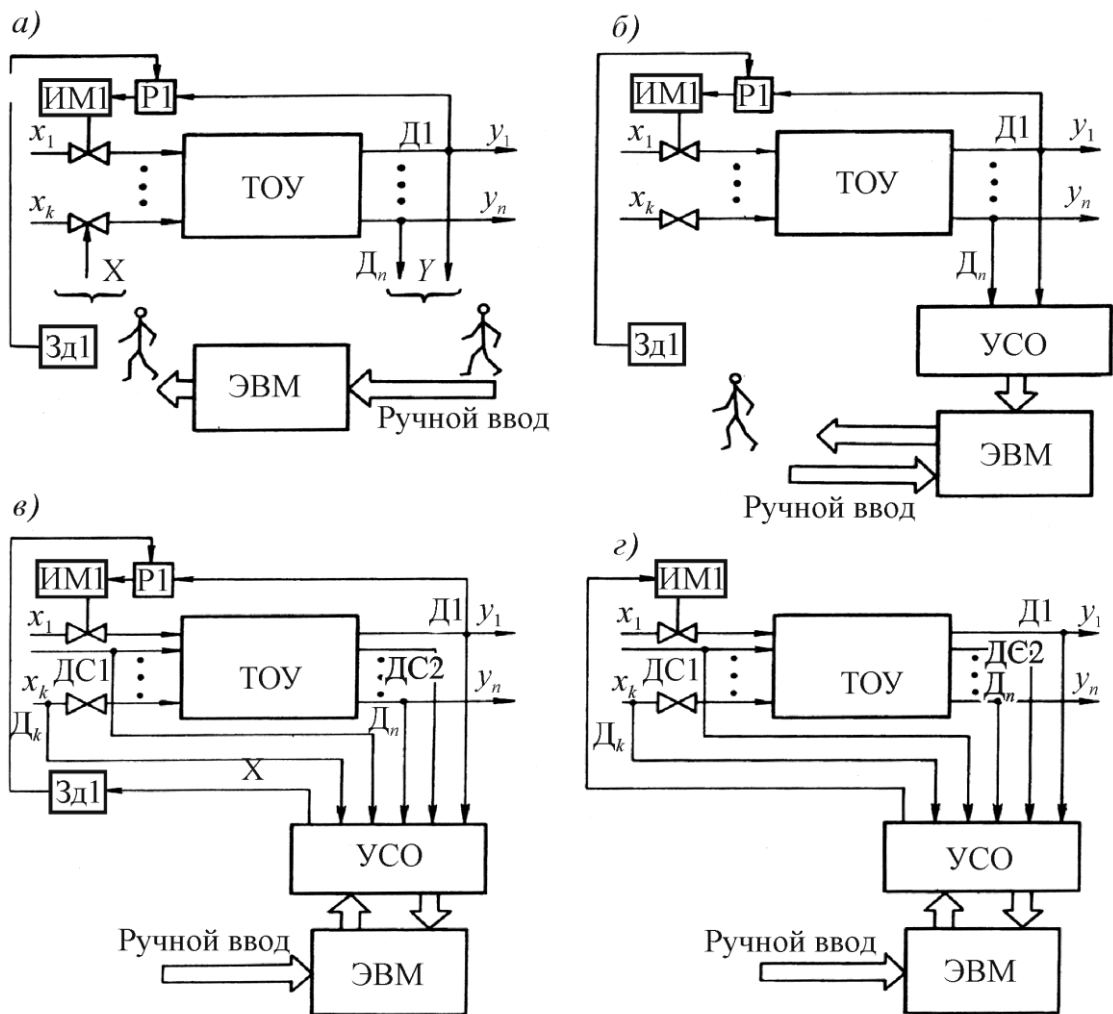 а)
ИМ1
Р1
x₁
Д1
y₁
ТОУ
xₖ
yₙ
Дₙ
Y
X
Зд1
ЭВМ
Ручной ввод
б)
ИМ1
Р1
x₁
Д1
y₁
ТОУ
xₖ
yₙ
Дₙ
УСО
Зд1
ЭВМ
Ручной ввод
в)
ИМ1
Р1
x₁
Д1
y₁
ДС1
ТОУ
ДС2
xₖ
yₙ
Дₖ
Дₙ
X
Зд1
УСО
Ручной ввод
ЭВМ
г)
ИМ1
x₁
Д1
y₁
ДС1
ТОУ
ДС2
xₖ
Дₙ
yₙ
Дₖ
УСО
Ручной ввод
ЭВМ